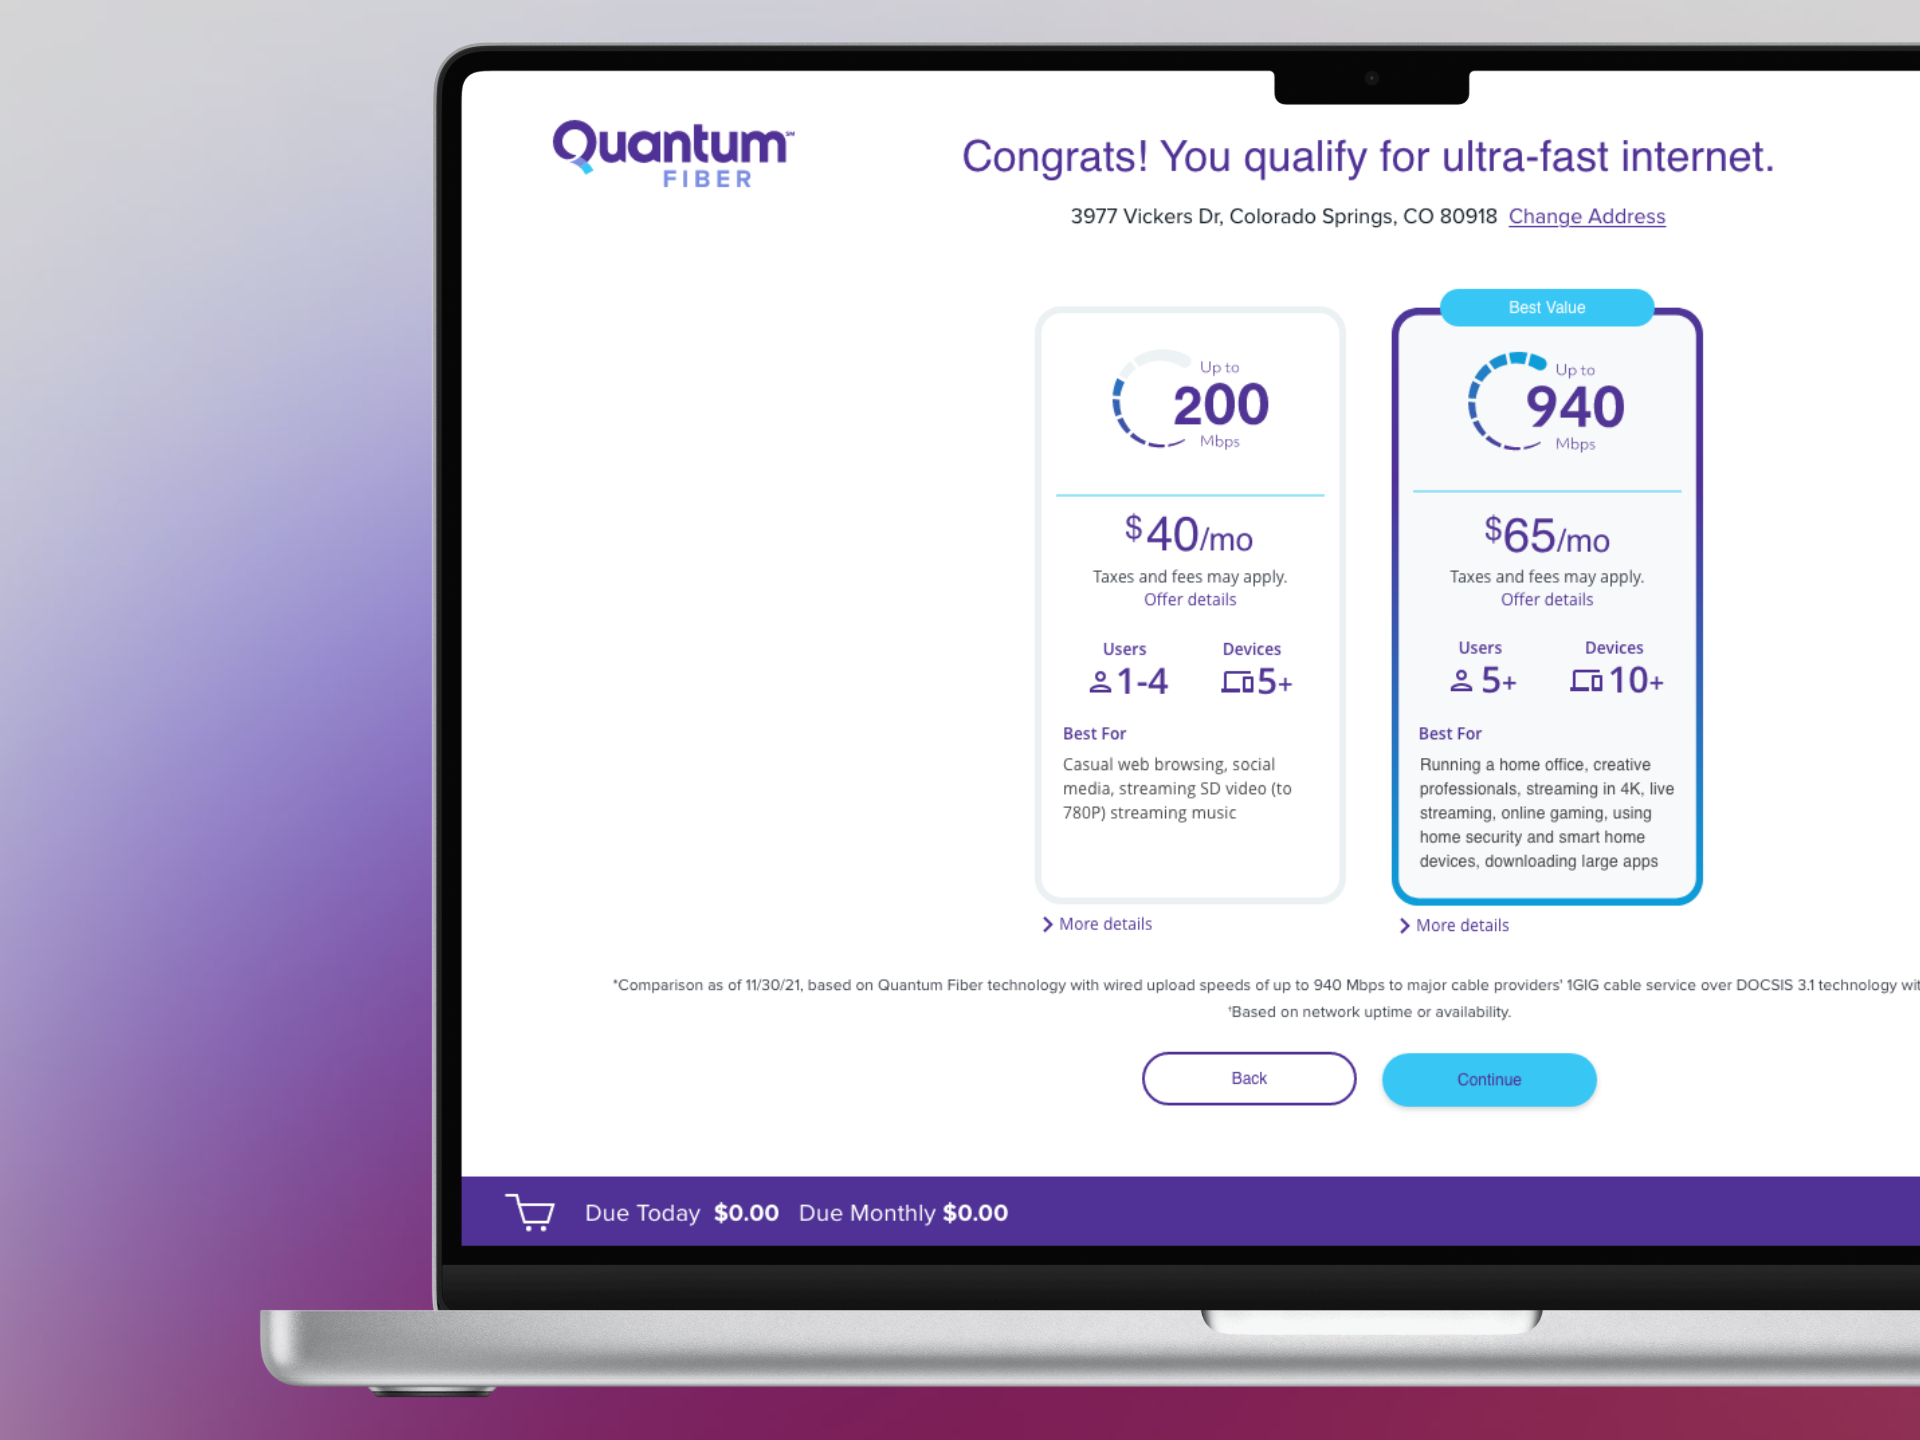 Quantum℠
FIBER
Congrats! You qualify for ultra-fast internet.
3977 Vickers Dr, Colorado Springs, CO 80918 Change Address
Up to
200
Mbps
$40/mo
Taxes and fees may apply.
Offer details
Users
1-4
Devices
5+
Best For
Casual web browsing, social
media, streaming SD video (to
780P) streaming music
More details
Best Value
Up to
940
Mbps
$65/mo
Taxes and fees may apply.
Offer details
Users
5+
Devices
10+
Best For
Running a home office, creative
professionals, streaming in 4K, live
streaming, online gaming, using
home security and smart home
devices, downloading large apps
More details
*Comparison as of 11/30/21, based on Quantum Fiber technology with wired upload speeds of up to 940 Mbps to major cable providers' 1GIG cable service over DOCSIS 3.1 technology
†Based on network uptime or availability.
Back
Continue
Due Today $0.00 Due Monthly $0.00